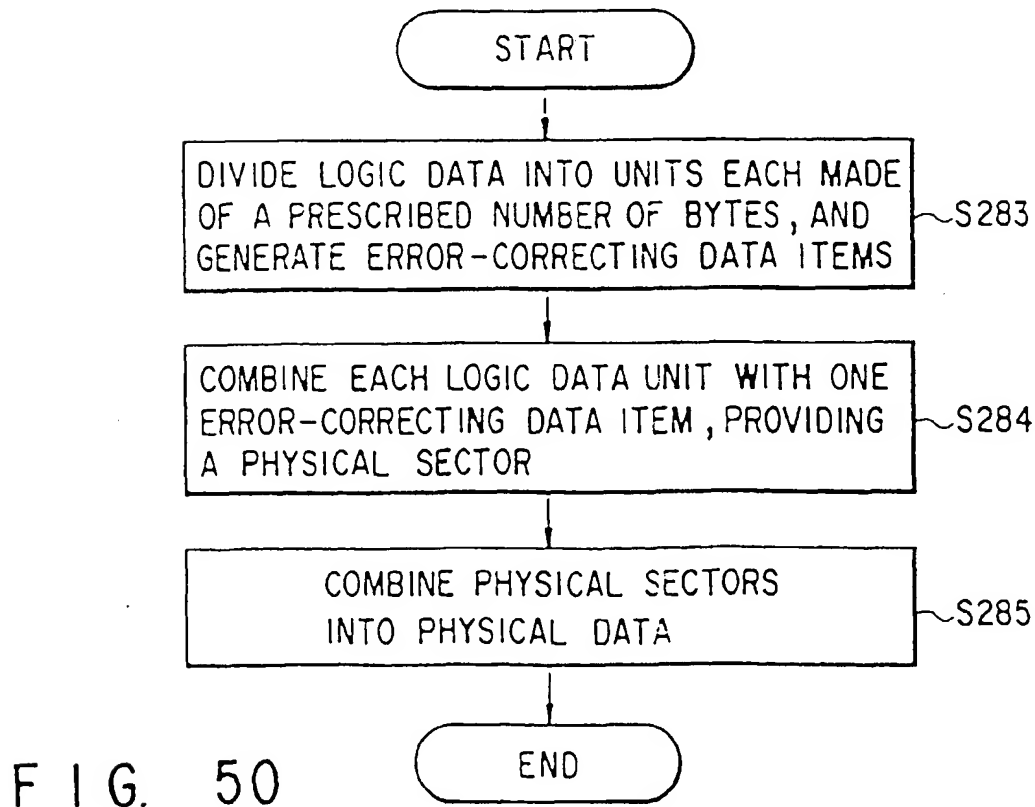 START
DIVIDE LOGIC DATA INTO UNITS EACH MADE
OF A PRESCRIBED NUMBER OF BYTES, AND
GENERATE ERROR-CORRECTING DATA ITEMS
S283
COMBINE EACH LOGIC DATA UNIT WITH ONE
ERROR-CORRECTING DATA ITEM, PROVIDING
A PHYSICAL SECTOR
S284
COMBINE PHYSICAL SECTORS
INTO PHYSICAL DATA
S285
END
FIG. 50